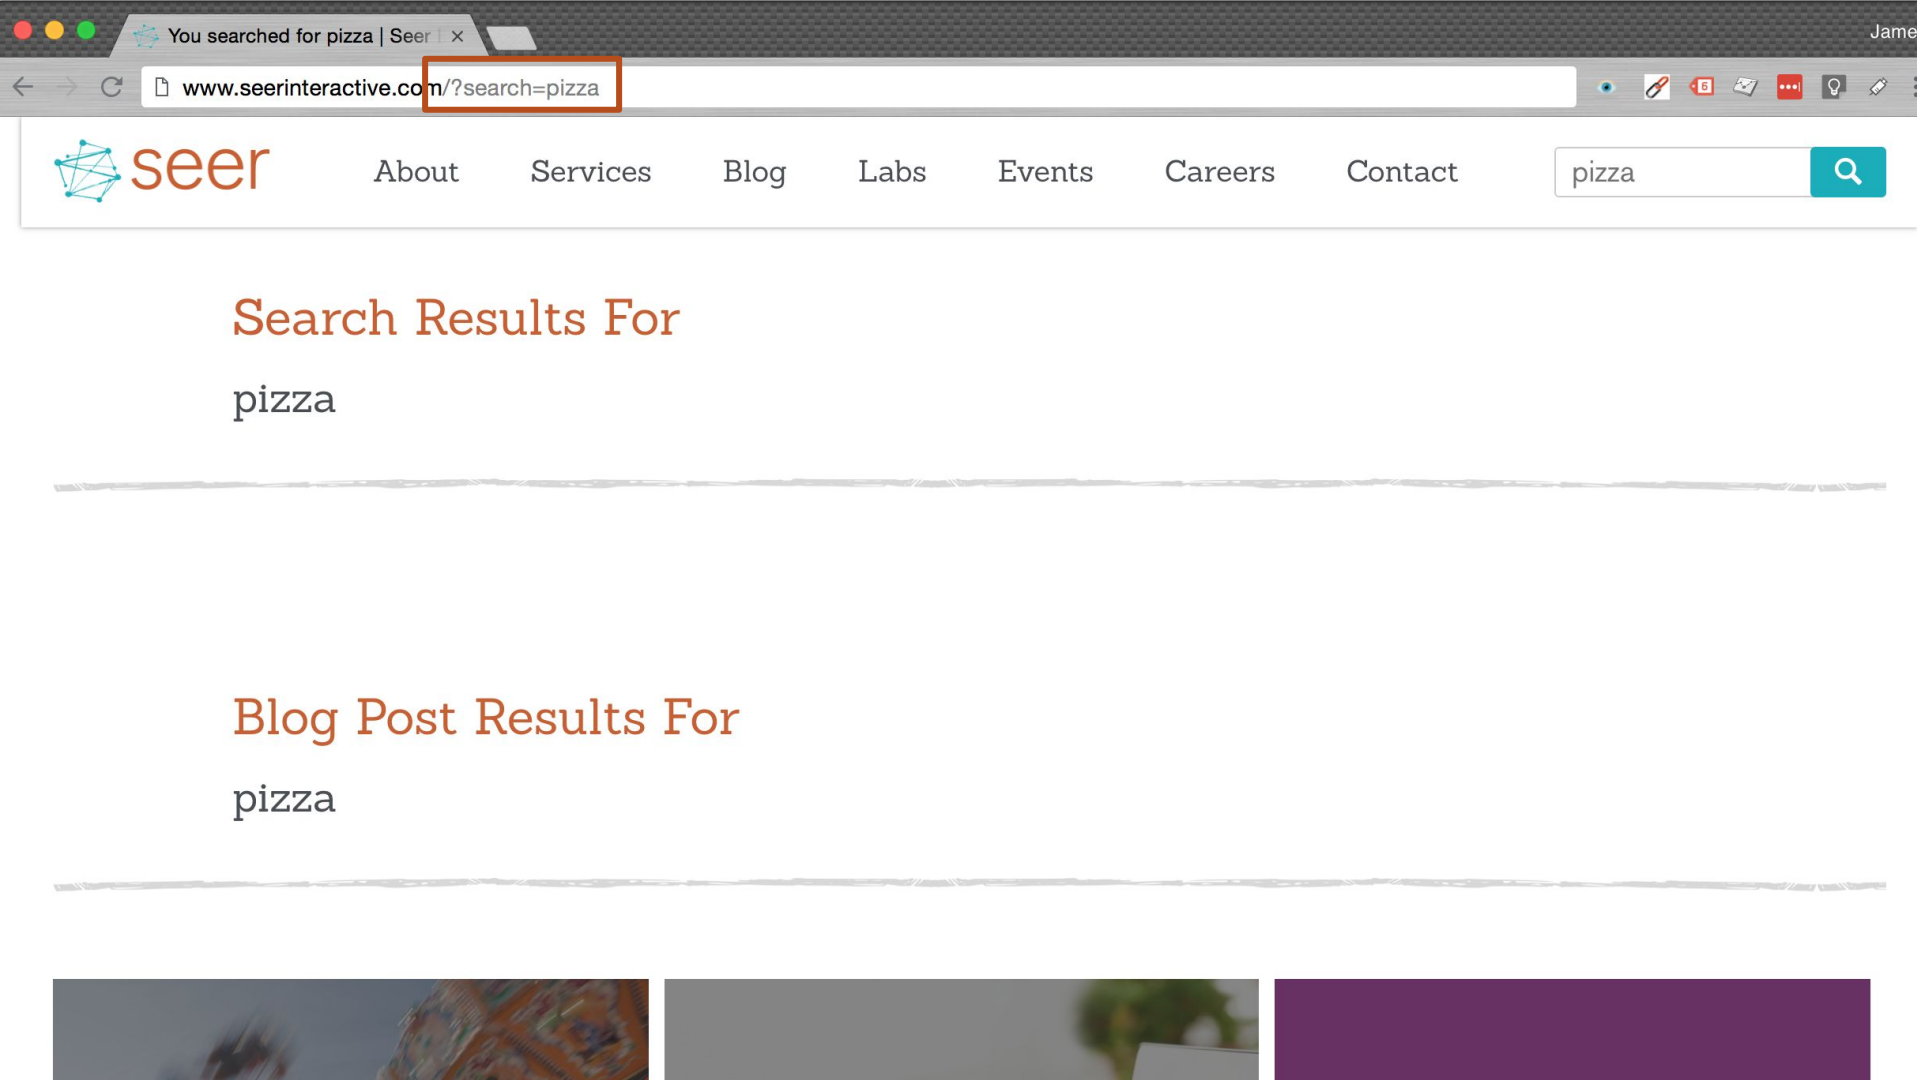 You searched for pizza | Seer
Jame
www.seerinteractive.com/?search=pizza
6
seer
About
Services
Blog
Labs
Events
Careers
Contact
pizza
Search Results For
pizza
Blog Post Results For
pizza